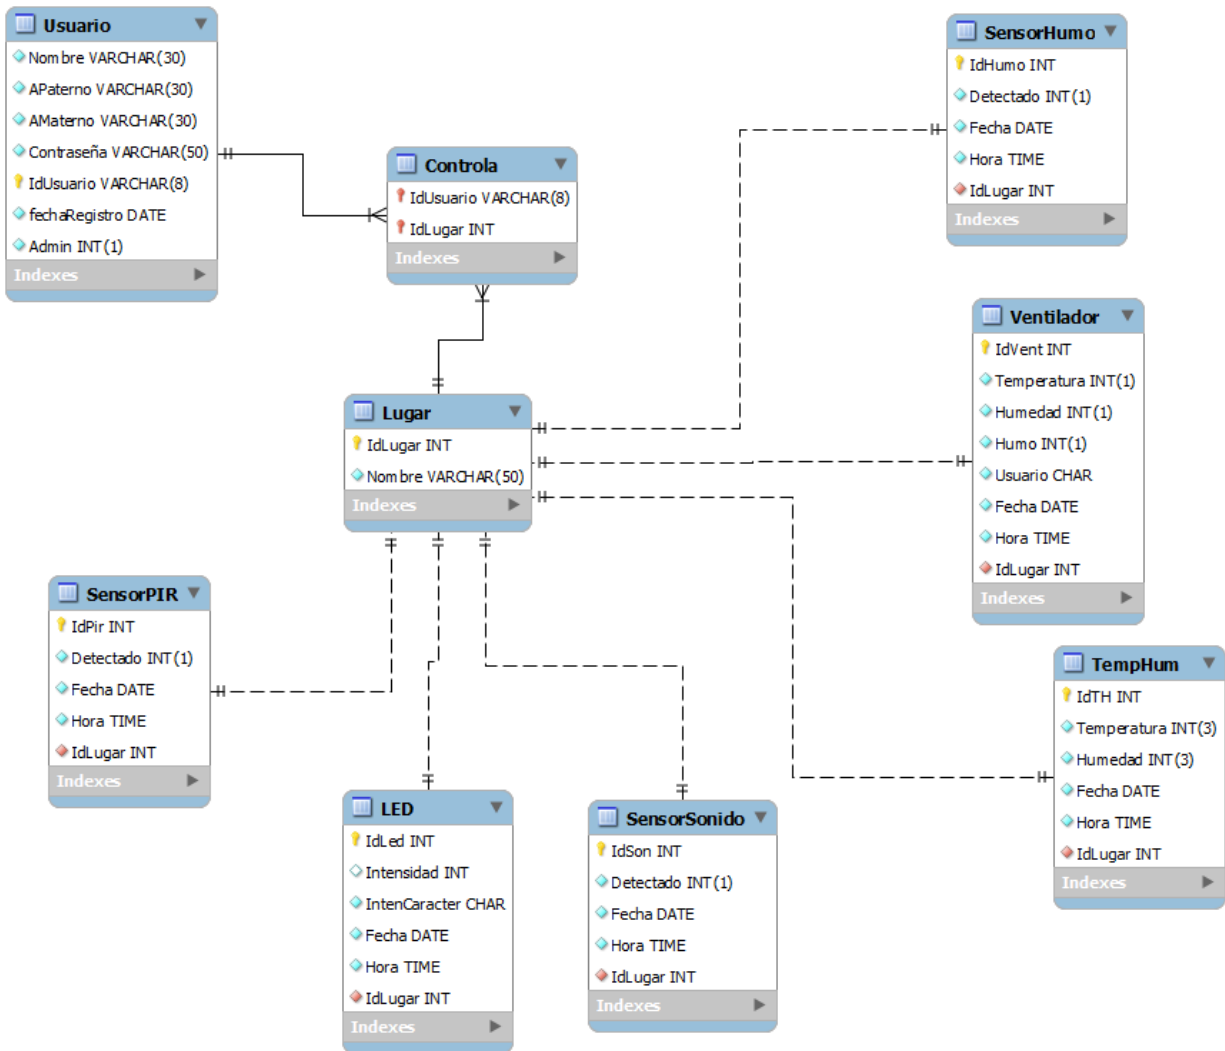 Usuario
Nombre VARCHAR(30)
APaterno VARCHAR(30)
AMaterno VARCHAR(30)
Contraseña VARCHAR(50)
IdUsuario VARCHAR(8)
fechaRegistro DATE
Admin INT(1)
Indexes
Controla
IdUsuario VARCHAR(8)
IdLugar INT
Indexes
SensorHumo
IdHumo INT
Detectado INT(1)
Fecha DATE
Hora TIME
IdLugar INT
Indexes
Ventilador
IdVent INT
Temperatura INT(1)
Humedad INT(1)
Humo INT(1)
Usuario CHAR
Fecha DATE
Hora TIME
IdLugar INT
Indexes
Lugar
IdLugar INT
Nombre VARCHAR(50)
Indexes
SensorPIR
IdPir INT
Detectado INT(1)
Fecha DATE
Hora TIME
IdLugar INT
Indexes
TempHum
IdTH INT
Temperatura INT(3)
Humedad INT(3)
Fecha DATE
Hora TIME
IdLugar INT
Indexes
LED
IdLed INT
Intensidad INT
IntenCaracter CHAR
Fecha DATE
Hora TIME
IdLugar INT
Indexes
SensorSonido
IdSon INT
Detectado INT(1)
Fecha DATE
Hora TIME
IdLugar INT
Indexes